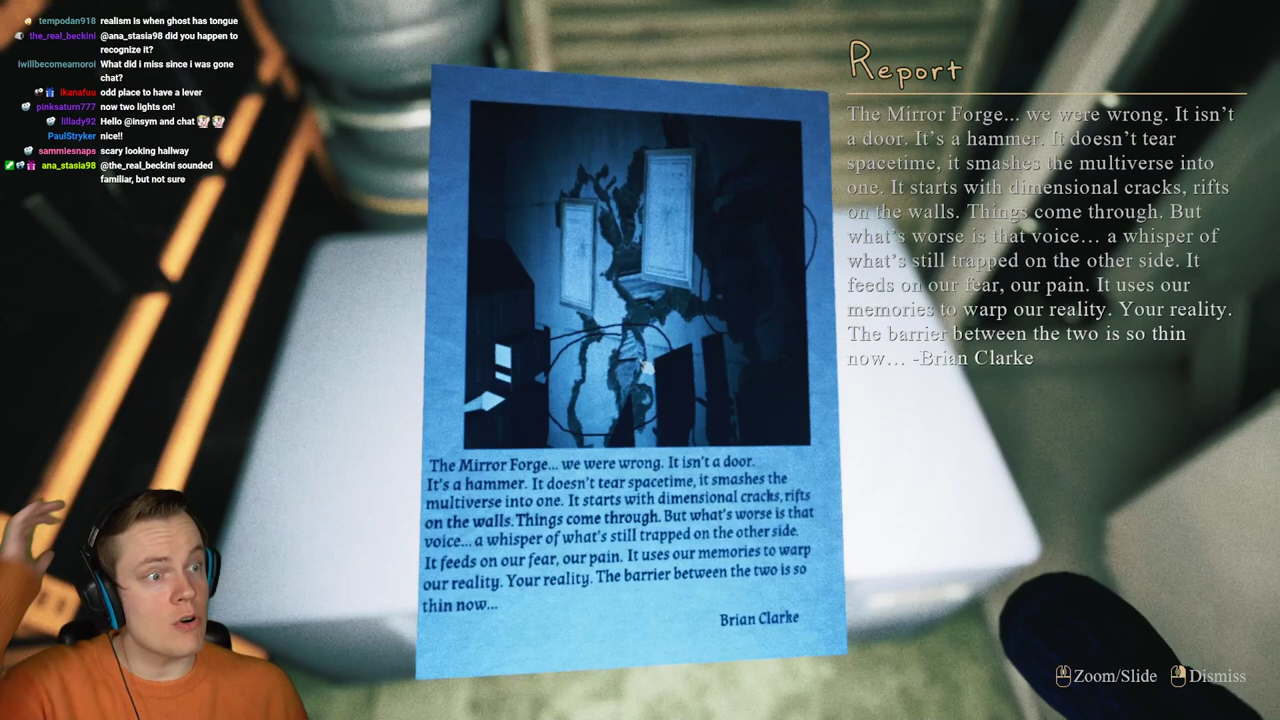 tempodan918 realism is when ghost has tongue
the_real_beckini @ana_stasia98 did you happen to
recognize it?
iwillbecomeamoroi What did i miss since i was gone
chat?
ikanafuu odd place to have a lever
pinksaturn777 now two lights on!
lillady92 Hello @insym and chat
PaulStryker nice!!
sammiesnaps scary looking hallway
ana_stasia98 @the_real_beckini sounded
familiar, but not sure
The Mirror Forge... we were wrong. It isn't a door.
It's a hammer. It doesn't tear spacetime, it smashes the
multiverse into one. It starts with dimensional cracks, rifts
on the walls. Things come through. But what's worse is that
voice... a whisper of what's still trapped on the other side.
It feeds on our fear, our pain. It uses our memories to warp
our reality. Your reality. The barrier between the two is so
thin now...
Brian Clarke
Report
The Mirror Forge... we were wrong. It isn't
a door. It's a hammer. It doesn't tear
spacetime, it smashes the multiverse into
one. It starts with dimensional cracks, rifts
on the walls. Things come through. But
what's worse is that voice... a whisper of
what's still trapped on the other side. It
feeds on our fear, our pain. It uses our
memories to warp our reality. Your reality.
The barrier between the two is so thin
now... -Brian Clarke
Zoom/Slide Dismiss